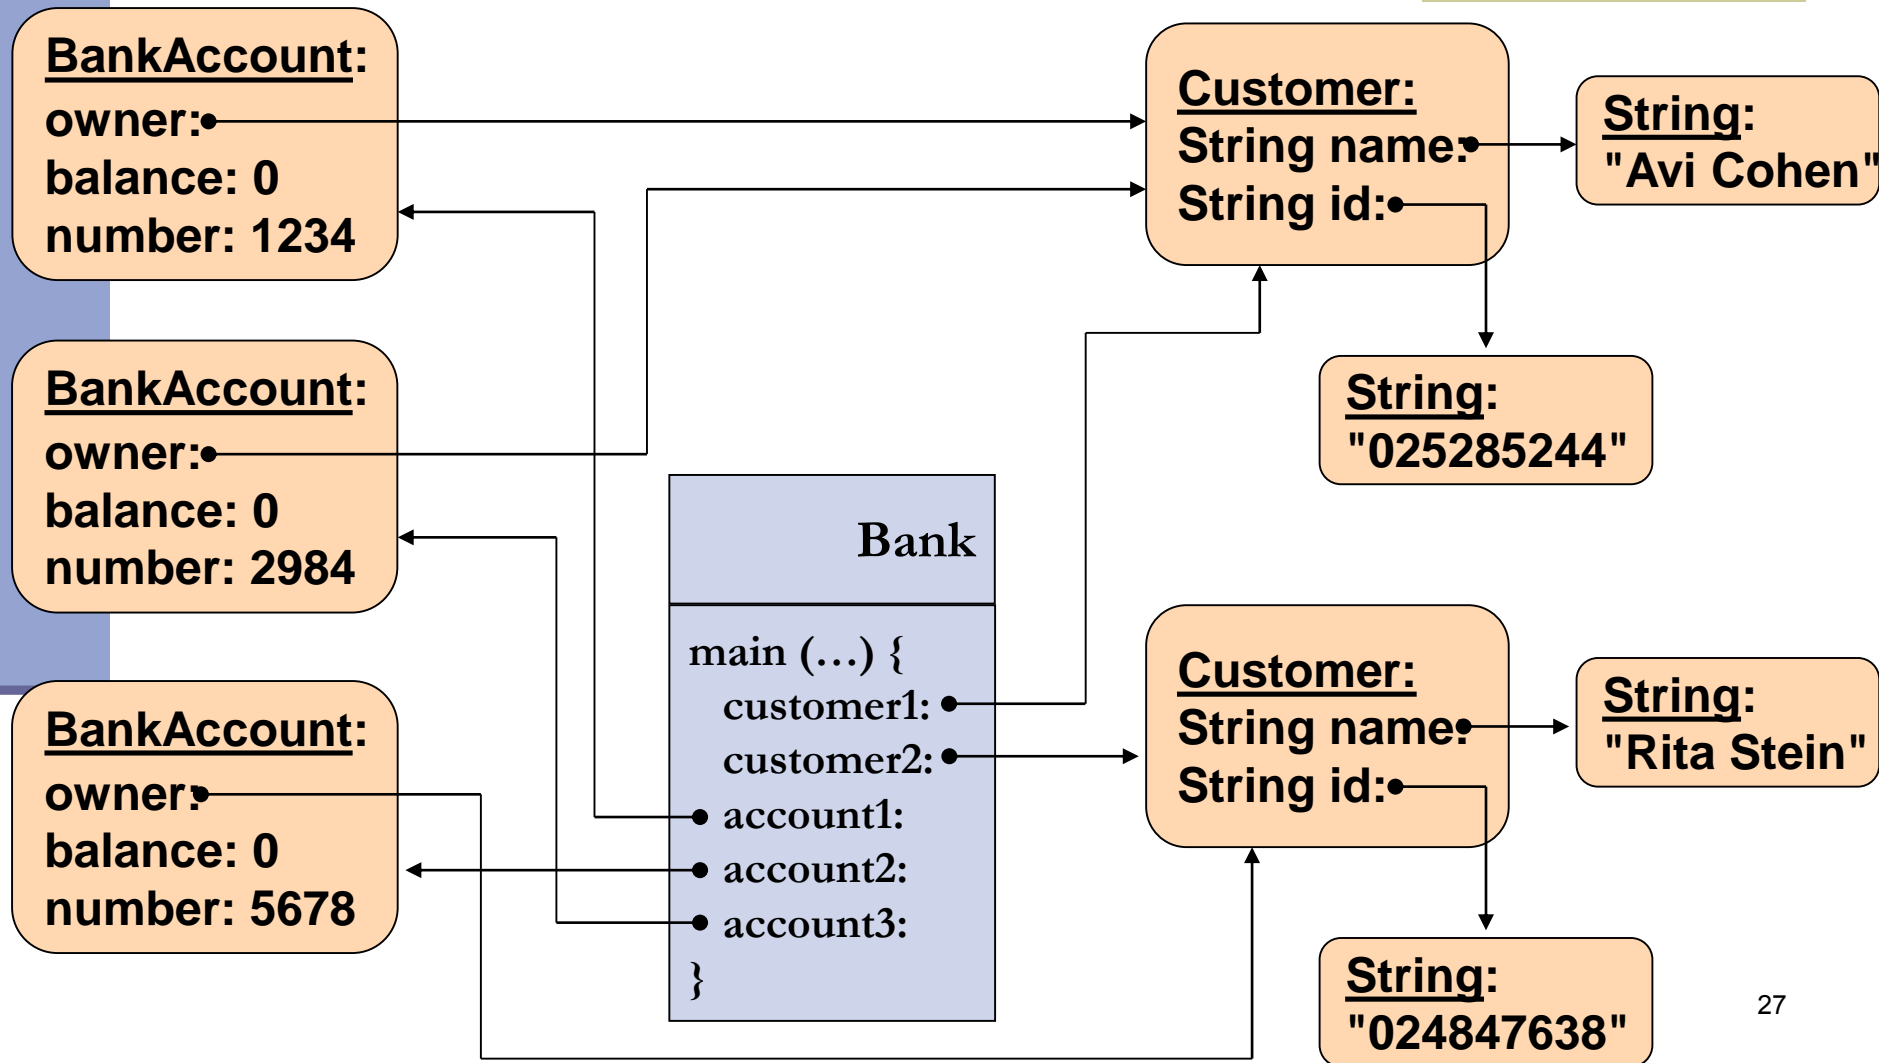 BankAccount:
owner:
balance: 0
number: 1234
Customer:
String name:
String id:
String:
"Avi Cohen"
String:
"025285244"
BankAccount:
owner:
balance: 0
number: 2984
Bank
main (…) {
customer1:
customer2:
account1:
account2:
account3:
}
BankAccount:
owner:
balance: 0
number: 5678
Customer:
String name:
String id:
String:
"Rita Stein"
String:
"024847638"
27